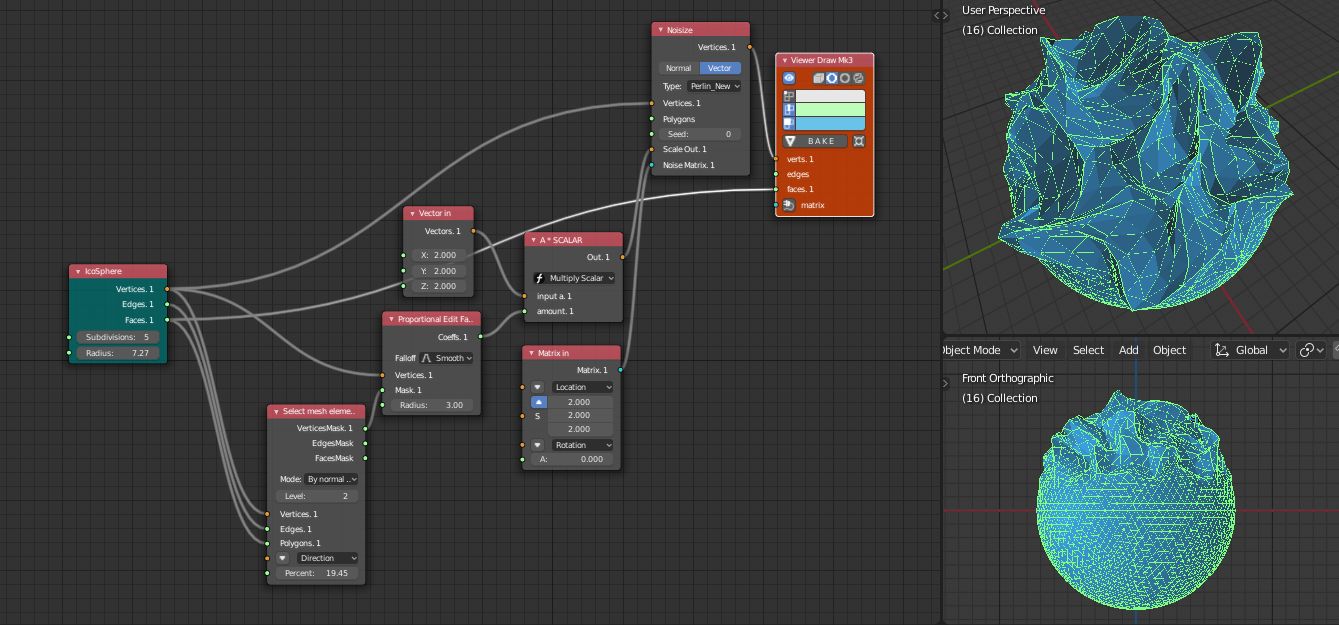 IcoSphere
Vertices. 1
Edges. 1
Faces. 1
Subdivisions: 5
Radius: 7.27
Select mesh eleme..
VerticesMask. 1
EdgesMask
FacesMask
Mode: By normal ..
Level: 2
Vertices. 1
Edges. 1
Polygons. 1
Direction
Percent: 19.45
Vector in
Vectors. 1
X: 2.000
Y: 2.000
Z: 2.000
Proportional Edit Fa..
Coeffs. 1
Falloff Smooth
Vertices. 1
Mask. 1
Radius: 3.00
A * SCALAR
Out. 1
Multiply Scalar
input a. 1
amount. 1
Matrix in
Matrix. 1
Location
2.000
S 2.000
2.000
Rotation
A: 0.000
Noisize
Vertices. 1
Normal Vector
Type: Perlin_New
Vertices. 1
Polygons
Seed: 0
Scale Out. 1
Noise Matrix. 1
Viewer Draw Mk3
BAKE
verts. 1
edges
faces. 1
matrix
User Perspective
(16) Collection
bject Mode View Select Add Object Global
Front Orthographic
(16) Collection